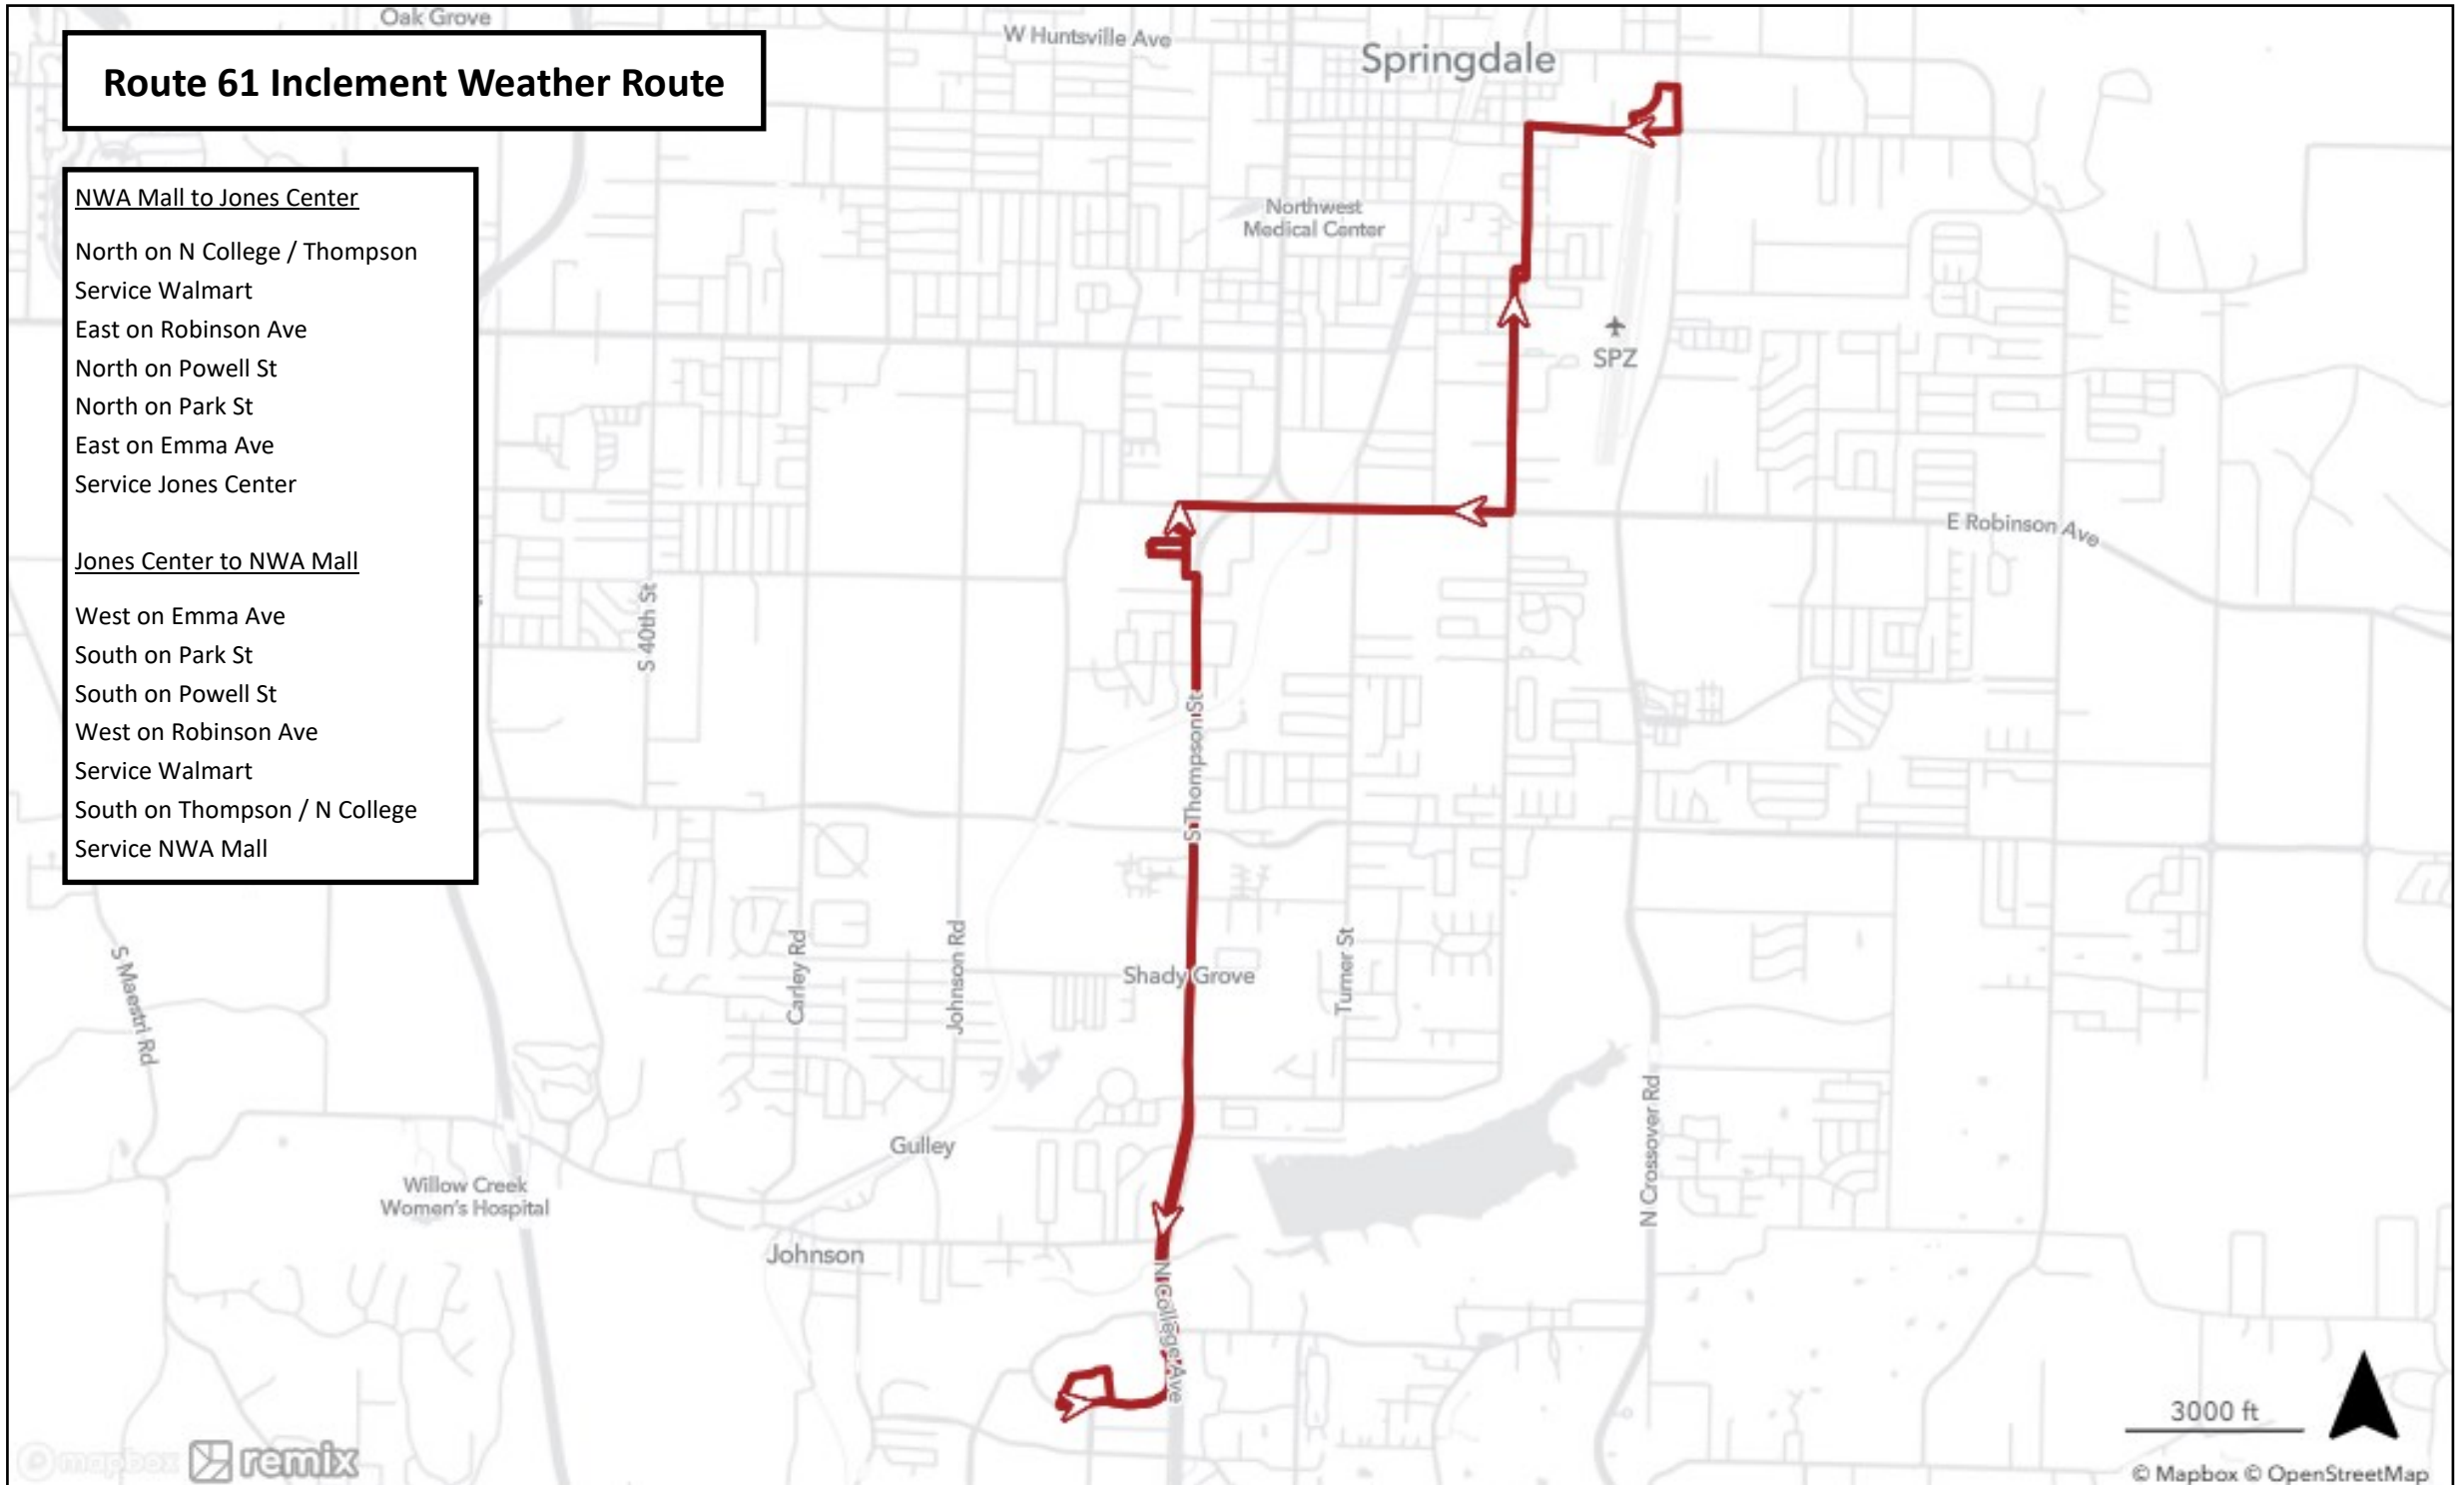 Oak Grove
W Huntsville Ave
Springdale
Route 61 Inclement Weather Route
NWA Mall to Jones Center
North on N College / Thompson
Service Walmart
East on Robinson Ave
North on Powell St
North on Park St
East on Emma Ave
Service Jones Center
Jones Center to NWA Mall
West on Emma Ave
South on Park St
South on Powell St
West on Robinson Ave
Service Walmart
South on Thompson / N College
Service NWA Mall
Northwest
Medical Center
SPZ
E Robinson Ave
S 40th St
S Thompson St
S Maestri Rd
Carley Rd
Johnson Rd
Shady Grove
Turner St
N Crossover Rd
Gulley
Willow Creek
Women's Hospital
Johnson
N College Ave
3000 ft
mapbox
remix
© Mapbox © OpenStreetMap